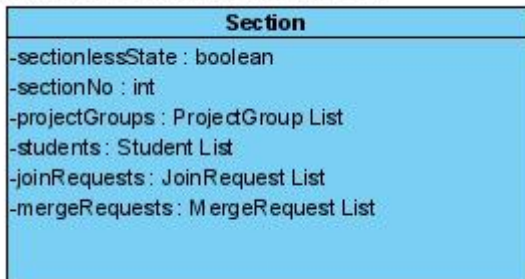 Section
-sectionlessState : boolean
-sectionNo : int
-projectGroups : ProjectGroup List
-students : Student List
-joinRequests : JoinRequest List
-mergeRequests : MergeRequest List